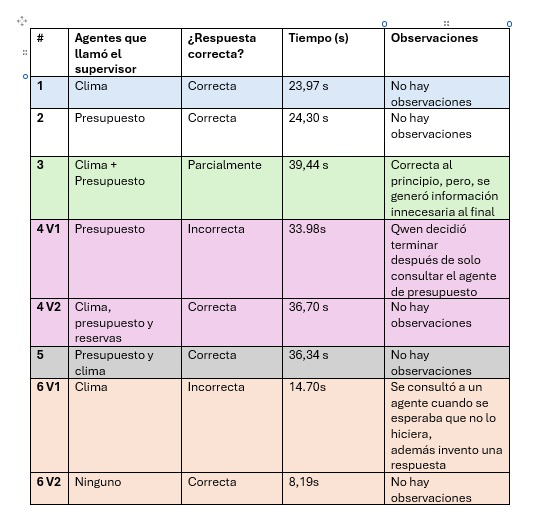 # Agentes que llamó el supervisor ¿Respuesta correcta? Tiempo (s) Observaciones
1 Clima Correcta 23,97 s No hay observaciones
2 Presupuesto Correcta 24,30 s No hay observaciones
3 Clima + Presupuesto Parcialmente 39,44 s Correcta al principio, pero, se generó información innecesaria al final
4 V1 Presupuesto Incorrecta 33.98s Qwen decidió terminar después de solo consultar el agente de presupuesto
4 V2 Clima, presupuesto y reservas Correcta 36,70 s No hay observaciones
5 Presupuesto y clima Correcta 36,34 s No hay observaciones
6 V1 Clima Incorrecta 14.70s Se consultó a un agente cuando se esperaba que no lo hiciera, además invento una respuesta
6 V2 Ninguno Correcta 8,19s No hay observaciones